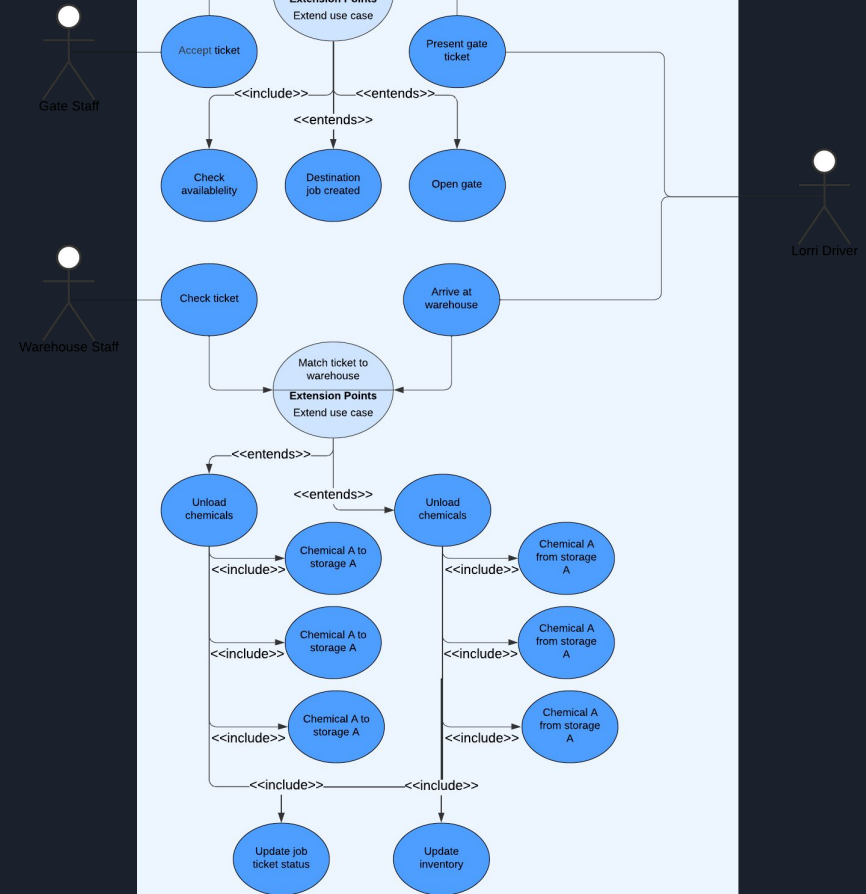 Extension Points
Extend use case
Accept ticket
Present gate
ticket
Gate Staff
<<include>>
<<entends>>
<<entends>>
Check
availablelity
Destination
job created
Open gate
Lorri Driver
Check ticket
Arrive at
warehouse
Warehouse Staff
Match ticket to
warehouse
Extension Points
Extend use case
<<entends>>
<<entends>>
Unload
chemicals
Unload
chemicals
Chemical A to
storage A
<<include>>
Chemical A
from storage
A
<<include>>
Chemical A to
storage A
<<include>>
Chemical A
from storage
A
<<include>>
Chemical A to
storage A
<<include>>
Chemical A
from storage
A
<<include>>
<<include>>
<<include>>
Update job
ticket status
Update
inventory